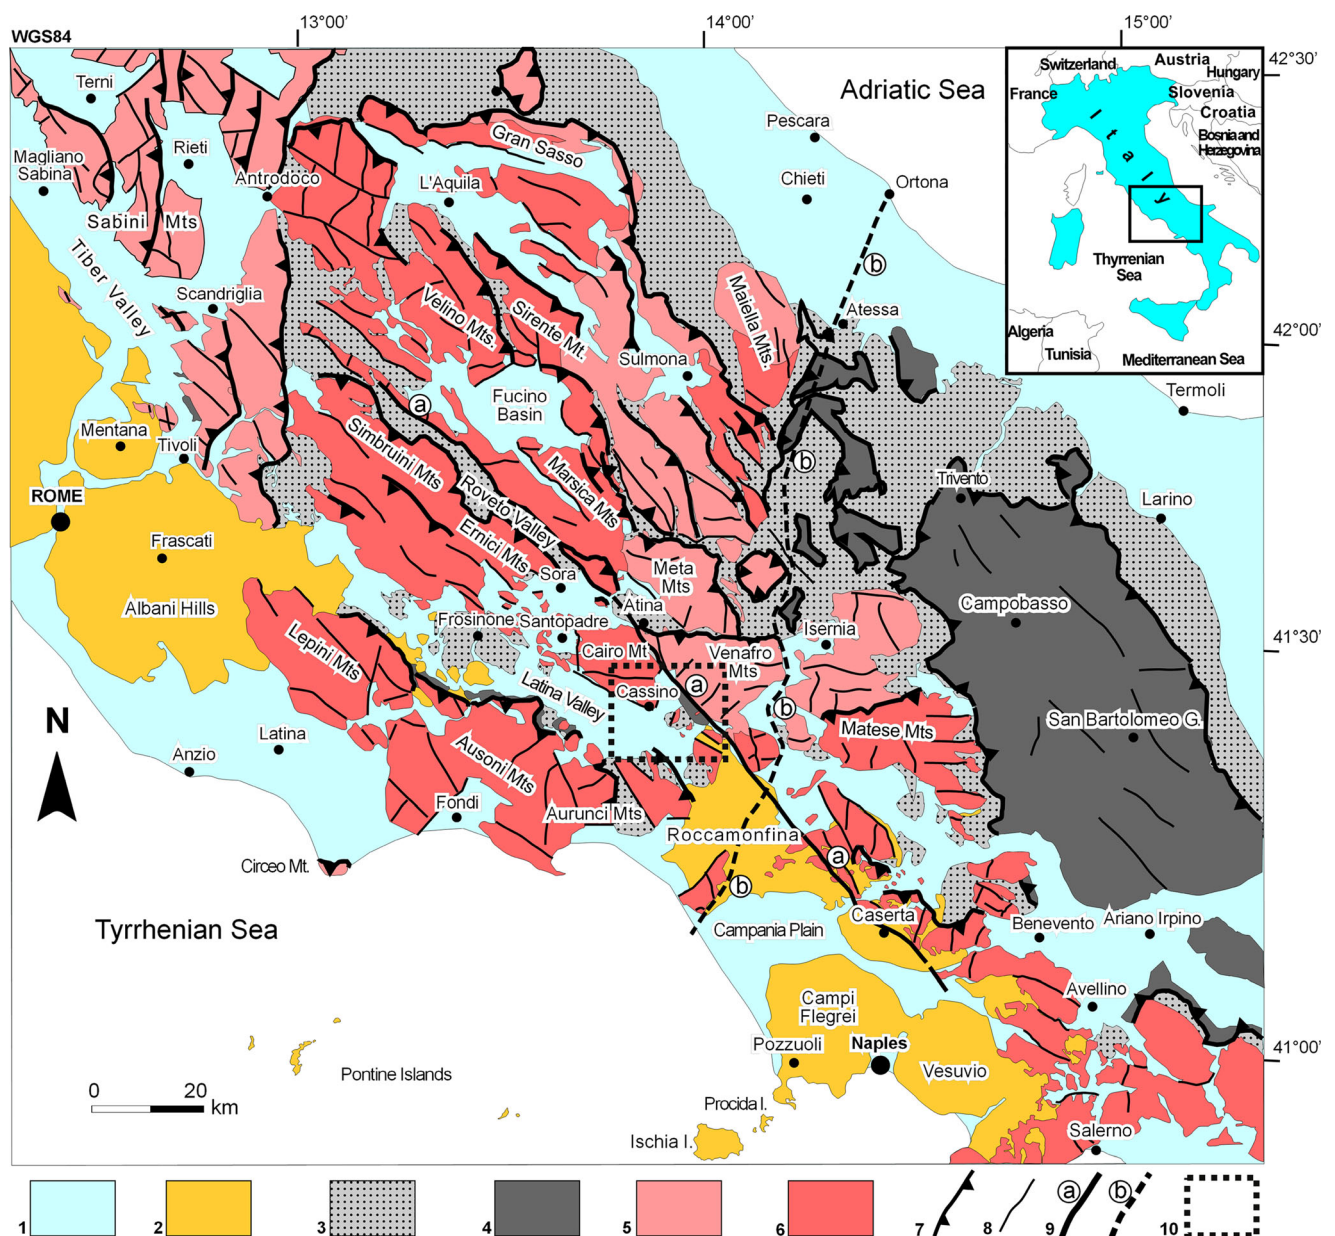 13°00’
14°00’
15°00’
WGS84
42°30’
42°00’
41°30’
41°00’
Switzerland
Austria
Hungary
France
Slovenia
Croatia
Bosnia and
Herzegovina
Italy
Thyrrenian
Sea
Algeria
Tunisia
Mediterranean Sea
Adriatic Sea
Terni
Pescara
Magliano
Sabina
Rieti
Gran Sasso
Antrodoco
L'Aquila
Chieti
Ortona
Sabini Mts
Tiber Valley
b
Scandriglia
Velino Mts.
Sirente Mt.
Maiella Mts.
Atessa
Sulmona
Termoli
Fucino
Basin
a
Mentana
Tivoli
Simbruini Mts
Marsica Mts
b
Trivento
Larino
ROME
Roveto Valley
Frascati
Ernici Mts.
Sora
Meta
Mts
Albani Hills
Atina
Campobasso
Lepini Mts
Frosinone
Santopadre
Isernia
Cairo Mt.
Venafro
Mts
Latina Valley
Cassino
a
b
N
Latina
Anzio
Ausoni Mts
Matese Mts
San Bartolomeo G.
Fondi
Aurunci Mts
Roccamonfina
Circeo Mt.
a
b
Tyrrhenian Sea
Campania Plain
Caserta
Benevento
Ariano Irpino
Avellino
Campi
Flegrei
Pozzuoli
Naples
Vesuvio
Pontine Islands
0 20
km
Procida I.
Ischia I.
Salerno
1
2
3
4
5
6
7
8
9
a
b
10